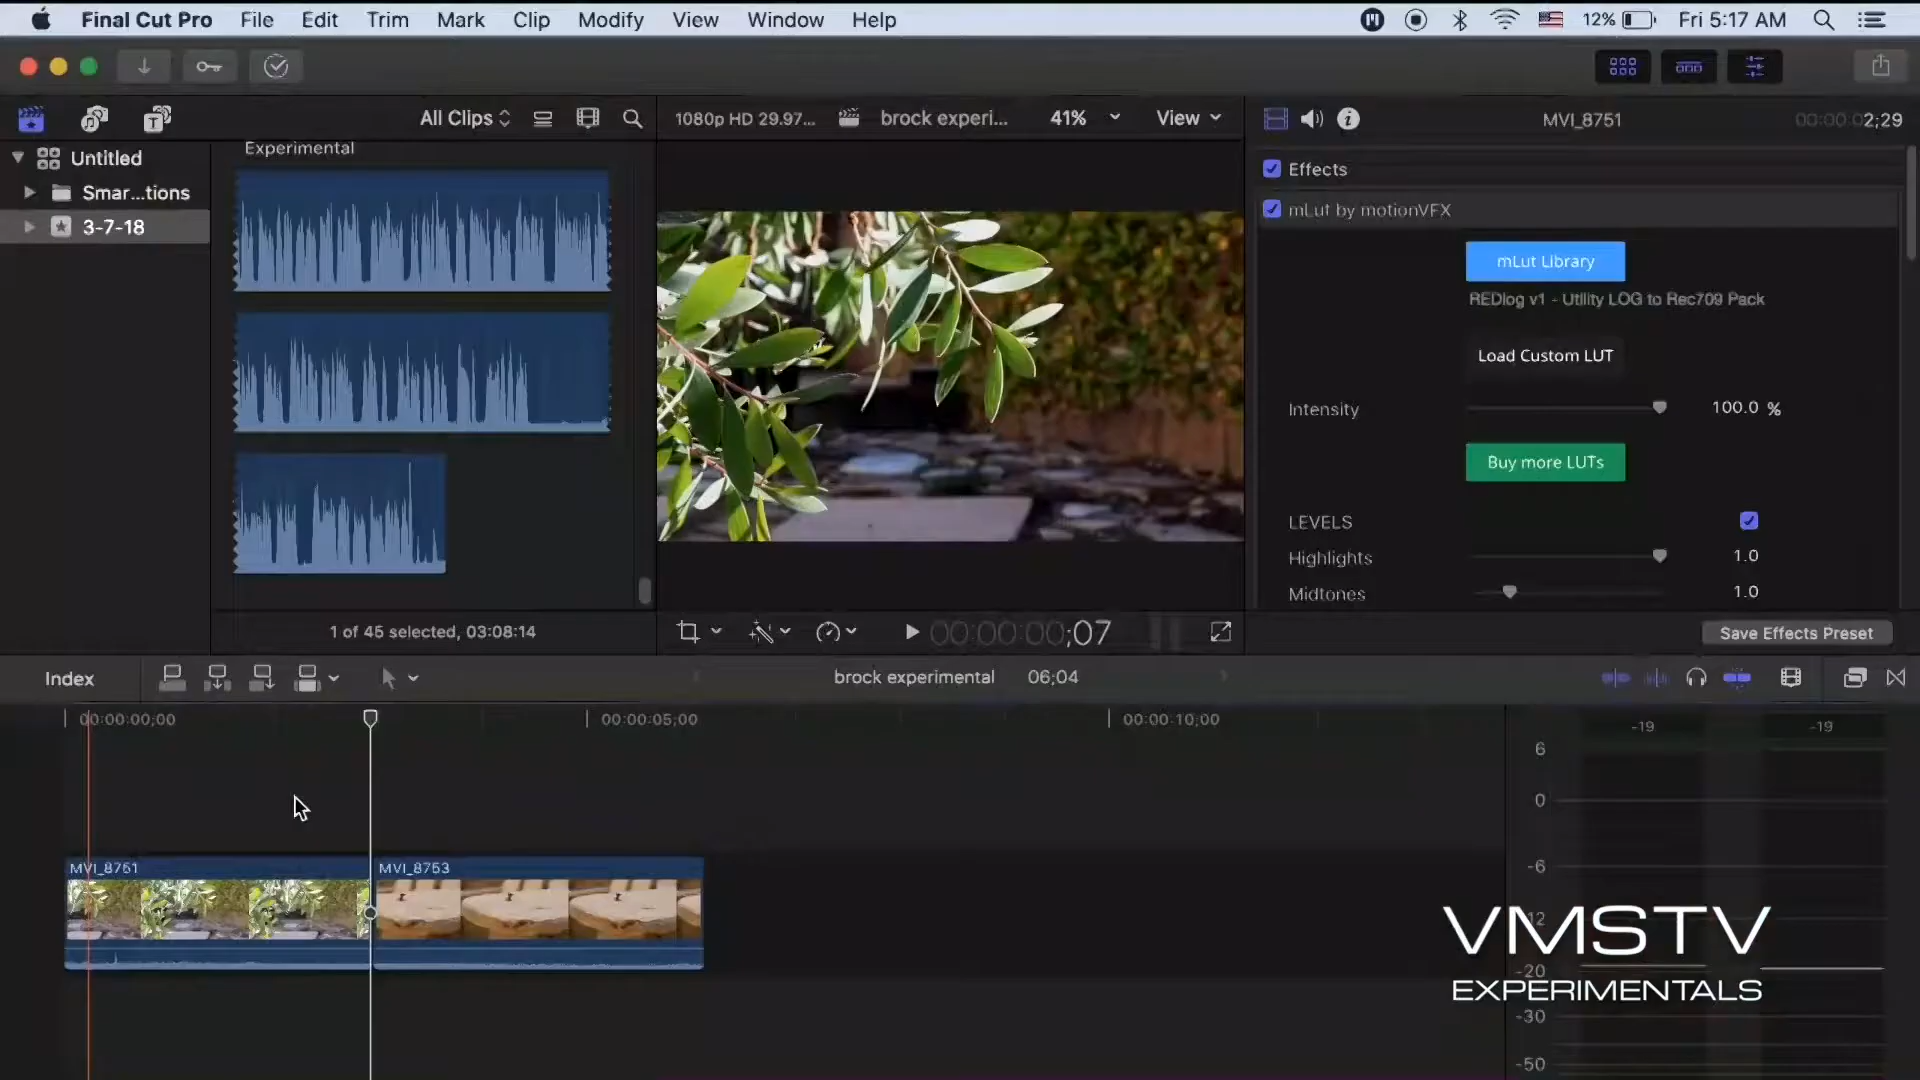 Final Cut Pro File Edit Trim Mark Clip Modify View Window Help 12% Fri 5:17 AM
All Clips 1080p HD 29.97... brock experi... 41% View MVI_8751 00:00:02;29
Untitled
Smar...tions
3-7-18
Experimental
1 of 45 selected, 03:08:14
00:00:00;07
Effects
mLut by motionVFX
mLut Library
REDlog v1 - Utility LOG to Rec709 Pack
Load Custom LUT
Intensity 100.0 %
Buy more LUTs
LEVELS
Highlights 1.0
Midtones 1.0
Save Effects Preset
Index brock experimental 06;04
00:00:00;00 00:00:05;00 00:00:10;00
MVI_8751 MVI_8753
-19 -19
6
0
-6
-12
-20
-30
-50
VMSTV
EXPERIMENTALS